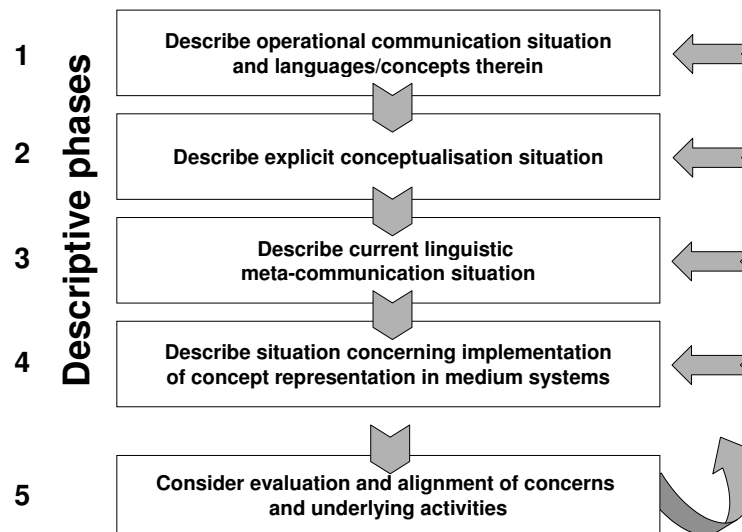 Descriptive phases
1
Describe operational communication situation
and languages/concepts therein
2
Describe explicit conceptualisation situation
3
Describe current linguistic
meta-communication situation
4
Describe situation concerning implementation
of concept representation in medium systems
5
Consider evaluation and alignment of concerns
and underlying activities